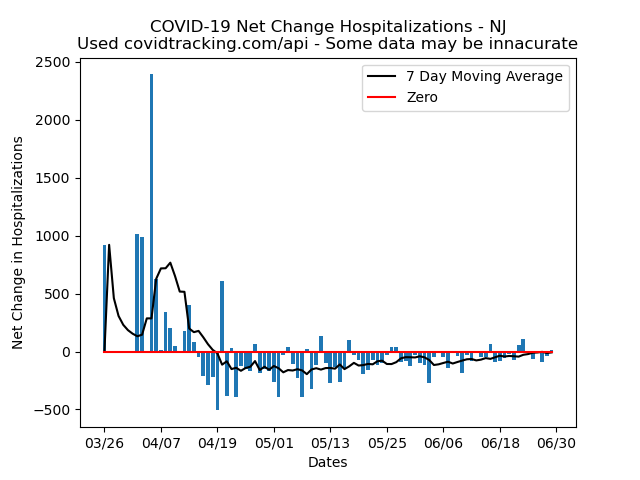 COVID-19 Net Change Hospitalizations - NJ
Used covidtracking.com/api - Some data may be innacurate
7 Day Moving Average
Zero
Net Change in Hospitalizations
2500
2000
1500
1000
500
0
−500
03/26 04/07 04/19 05/01 05/13 05/25 06/06 06/18 06/30
Dates